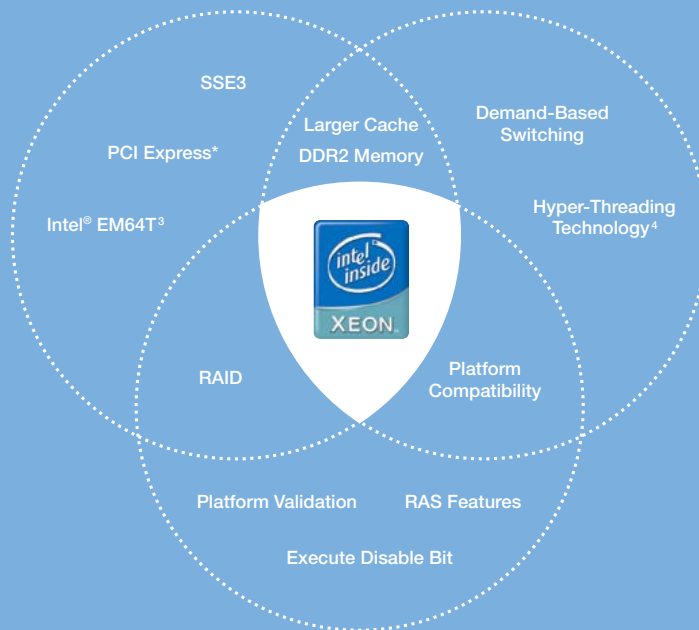 SSE3
Larger Cache
DDR2 Memory
Demand-Based
Switching
PCI Express*
Intel® EM64T³
Hyper-Threading
Technology⁴
intel
inside
XEON™
RAID
Platform
Compatibility
Platform Validation
RAS Features
Execute Disable Bit